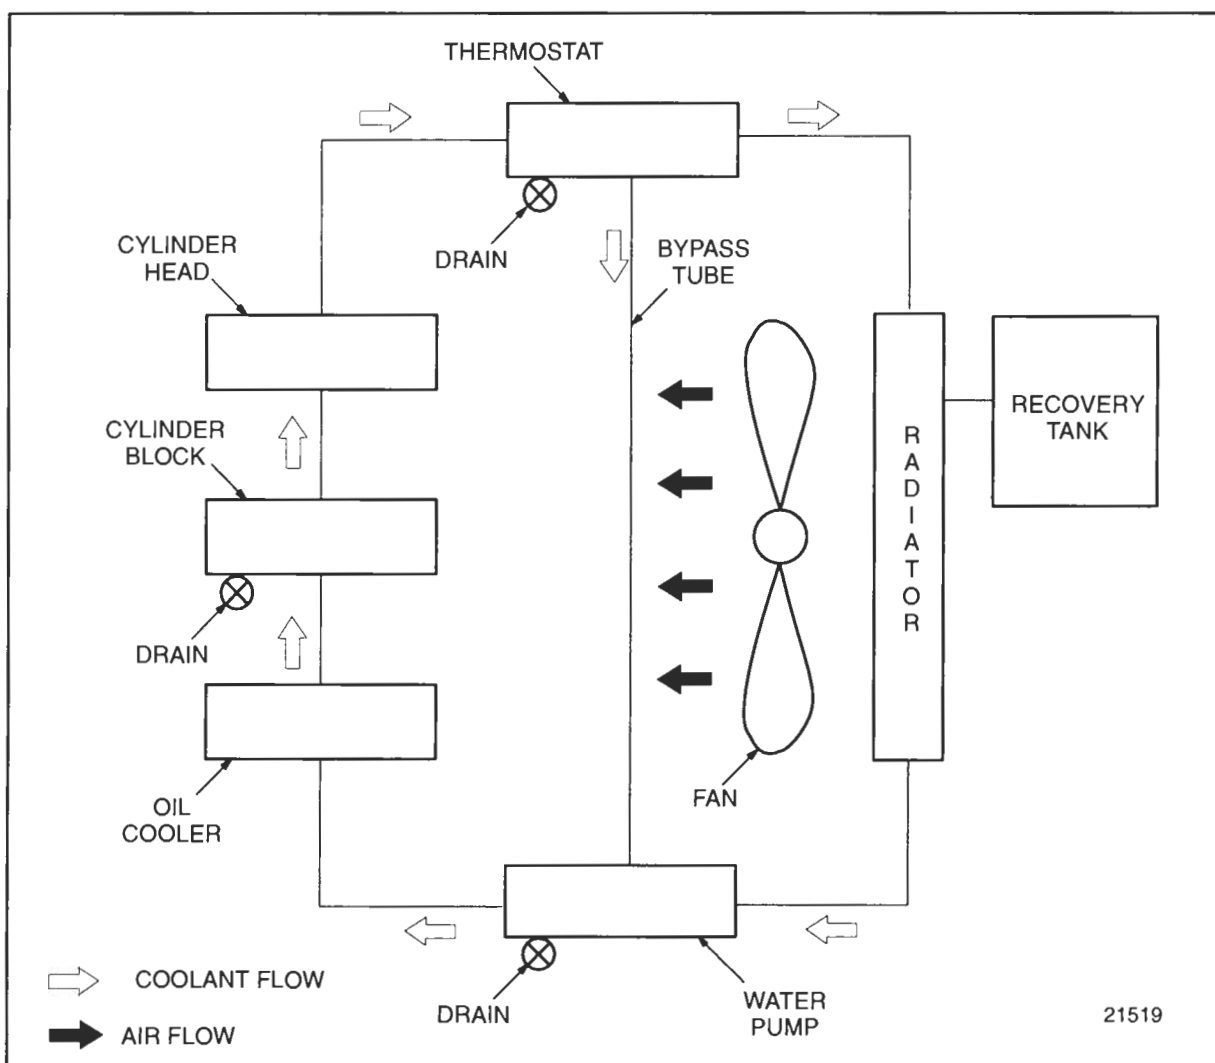 THERMOSTAT
DRAIN
BYPASS
TUBE
CYLINDER
HEAD
CYLINDER
BLOCK
RECOVERY
TANK
R
A
D
I
A
T
O
R
DRAIN
OIL
COOLER
FAN
COOLANT FLOW
AIR FLOW
DRAIN
WATER
PUMP
21519